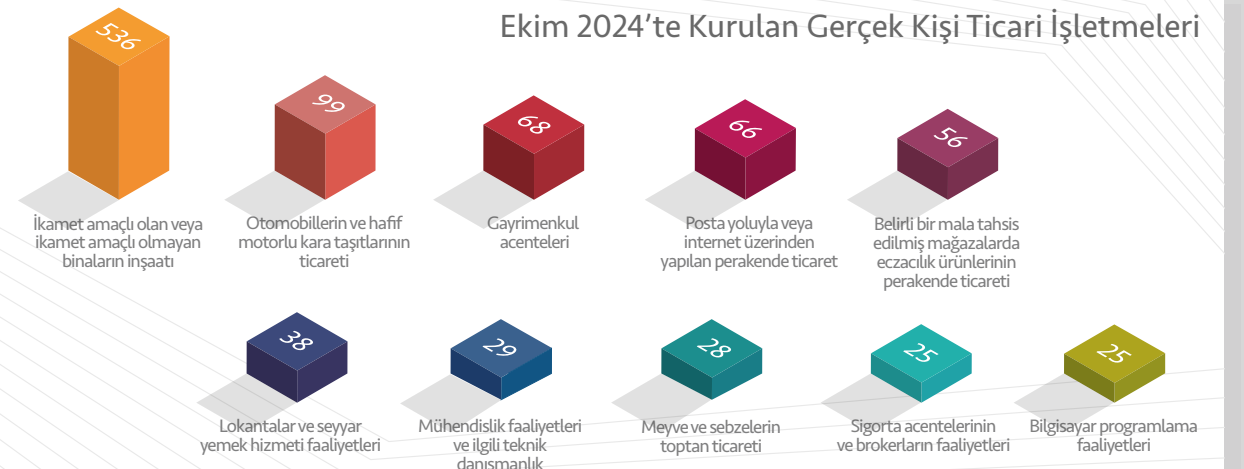 Ekim 2024'te Kurulan Gerçek Kişi Ticari İşletmeleri
536
99
68
66
56
İkamet amaçlı olan veya
ikamet amaçlı olmayan
binaların inşaatı
Otomobillerin ve hafif
motorlu kara taşıtlarının
ticareti
Gayrimenkul
acenteleri
Posta yoluyla veya
internet üzerinden
yapılan perakende ticaret
Belirli bir mala tahsis
edilmiş mağazalarda
eczacılık ürünlerinin
perakende ticareti
38
29
28
25
25
Lokantalar ve seyyar
yemek hizmeti faaliyetleri
Mühendislik faaliyetleri
ve ilgili teknik
danışmanlık
Meyve ve sebzelerin
toptan ticareti
Sigorta acentelerinin
ve brokerların faaliyetleri
Bilgisayar programlama
faaliyetleri